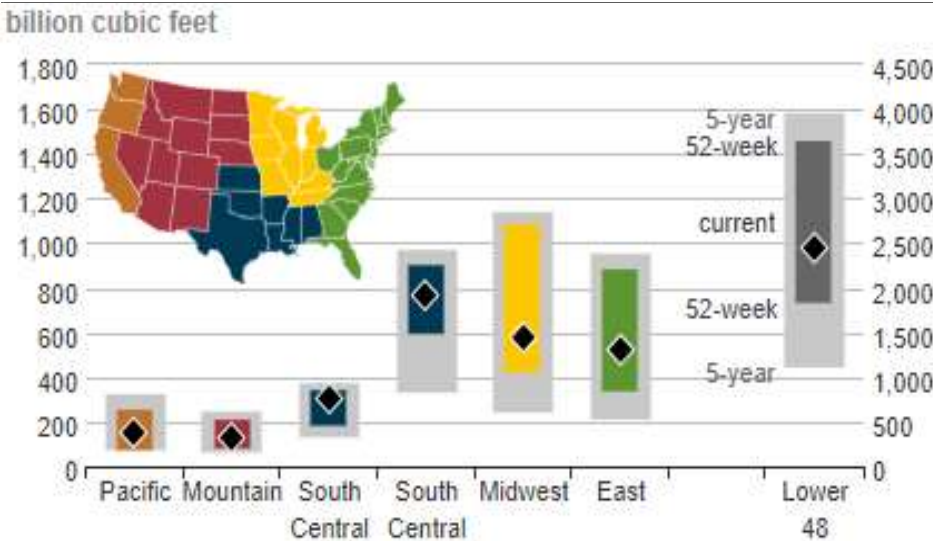 billion cubic feet
1,800
1,600
1,400
1,200
1,000
800
600
400
200
0
4,500
4,000
3,500
3,000
2,500
2,000
1,500
1,000
500
0
5-year
52-week
current
52-week
5-year
Pacific
Mountain
South
Central
South
Central
Midwest
East
Lower
48